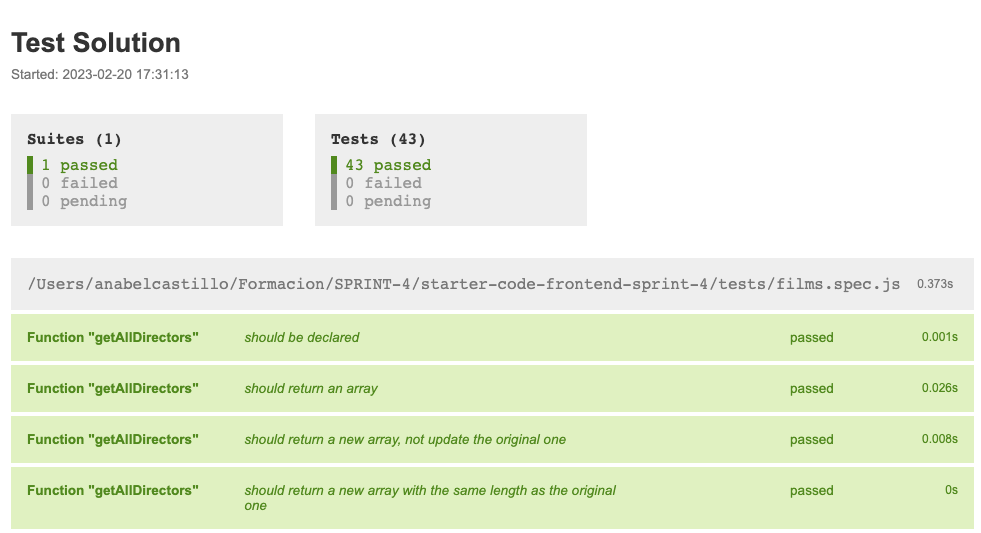 Test Solution
Started: 2023-02-20 17:31:13
Suites (1)
1 passed
0 failed
0 pending
Tests (43)
43 passed
0 failed
0 pending
/Users/anabelcastillo/Formacion/SPRINT-4/starter-code-frontend-sprint-4/tests/films.spec.js 0.373s
Function "getAllDirectors" should be declared passed 0.001s
Function "getAllDirectors" should return an array passed 0.026s
Function "getAllDirectors" should return a new array, not update the original one passed 0.008s
Function "getAllDirectors" should return a new array with the same length as the original passed 0s
one